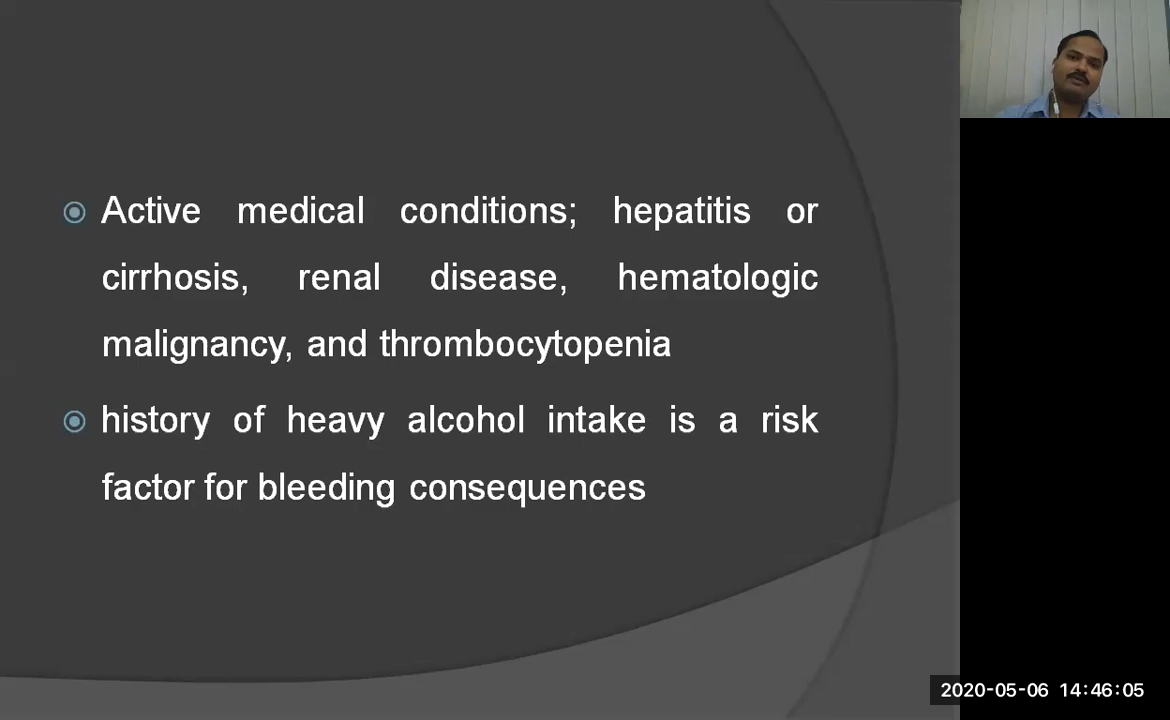 Active medical conditions; hepatitis or
cirrhosis, renal disease, hematologic
malignancy, and thrombocytopenia
history of heavy alcohol intake is a risk
factor for bleeding consequences
2020-05-06 14:46:05